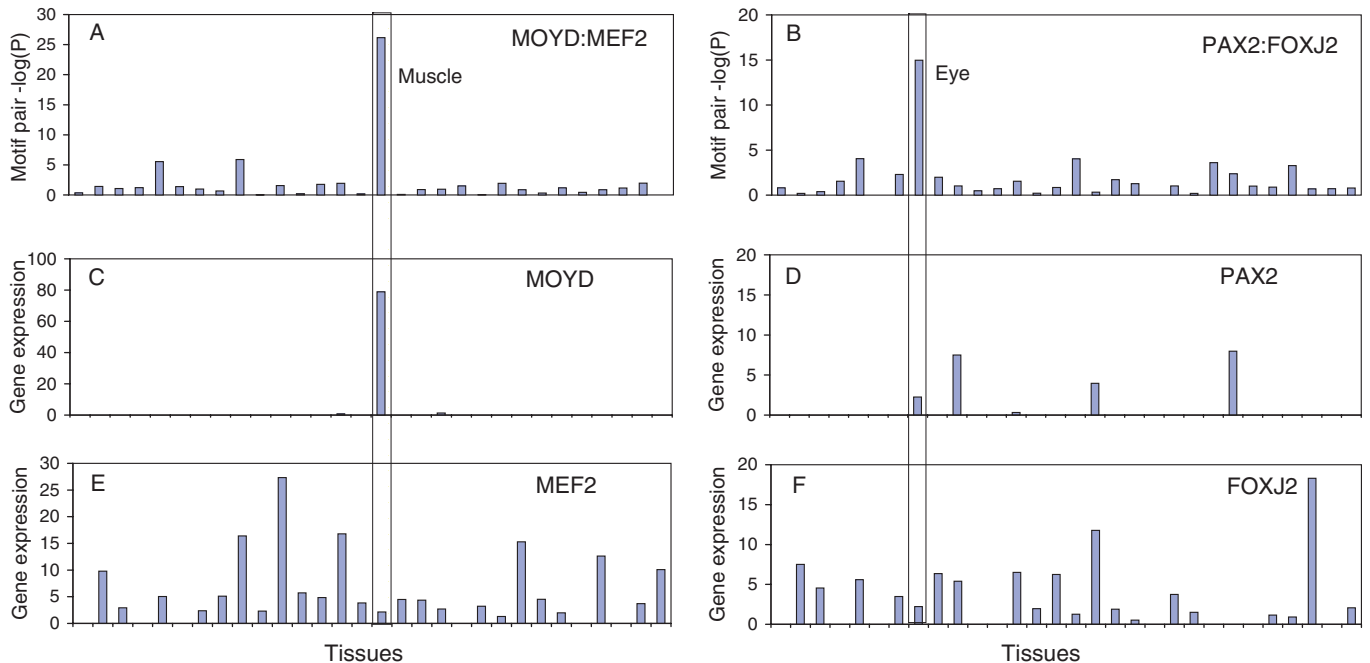 A
MOYD:MEF2
Muscle
Motif pair -log(P)
30
25
20
15
10
5
0
B
PAX2:FOXJ2
Eye
Motif pair -log(P)
20
15
10
5
0
C
MOYD
Gene expression
100
80
60
40
20
0
D
PAX2
Gene expression
20
15
10
5
0
E
MEF2
Gene expression
30
25
20
15
10
5
0
Tissues
F
FOXJ2
Gene expression
20
15
10
5
0
Tissues